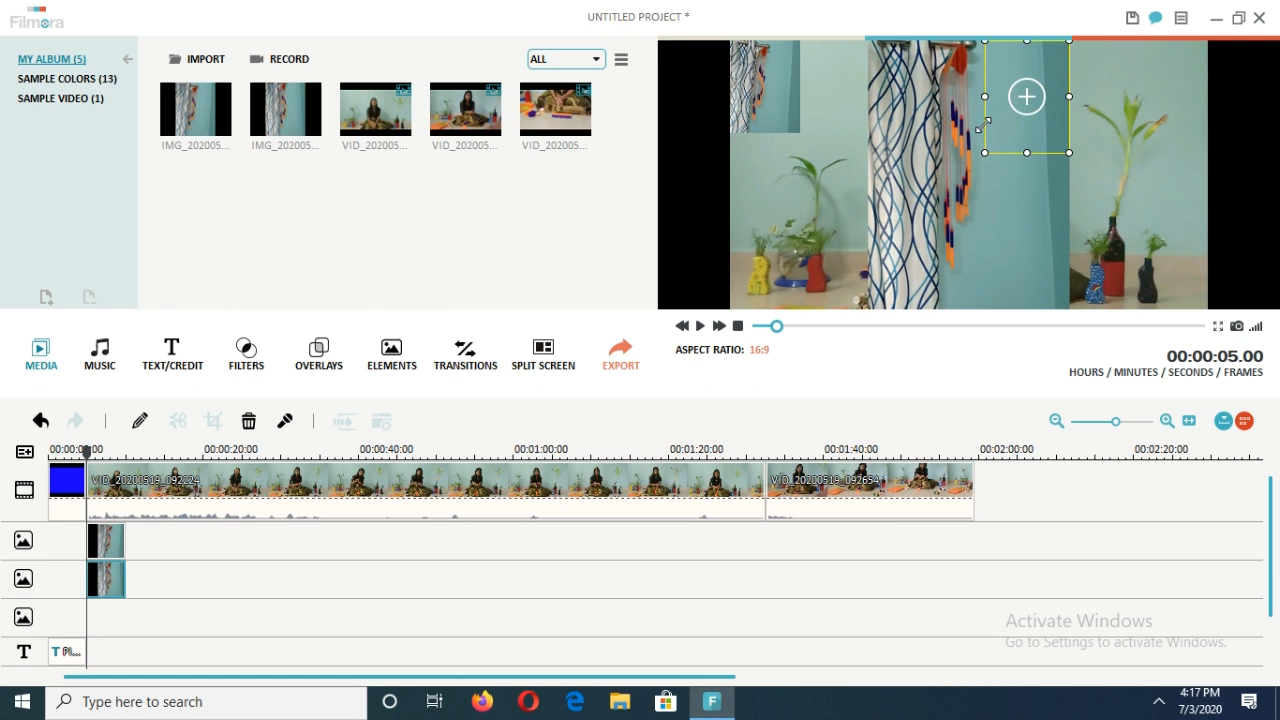 Filmora
UNTITLED PROJECT *
MY ALBUM (5)
SAMPLE COLORS (13)
SAMPLE VIDEO (1)
IMPORT
RECORD
ALL
IMG_202005...
IMG_202005...
VID_202005...
VID_202005...
VID_202005...
ASPECT RATIO: 16:9
00:00:05.00
HOURS / MINUTES / SECONDS / FRAMES
MEDIA
MUSIC
TEXT/CREDIT
FILTERS
OVERLAYS
ELEMENTS
TRANSITIONS
SPLIT SCREEN
EXPORT
00:00:20:00
00:00:40:00
00:01:00:00
00:01:20:00
00:01:40:00
00:02:00:00
00:02:20:00
VID_20200519_092224
VID_20200519_092654
T
T Pl...
Activate Windows
Go to Settings to activate Windows.
Type here to search
F
4:17 PM
7/3/2020